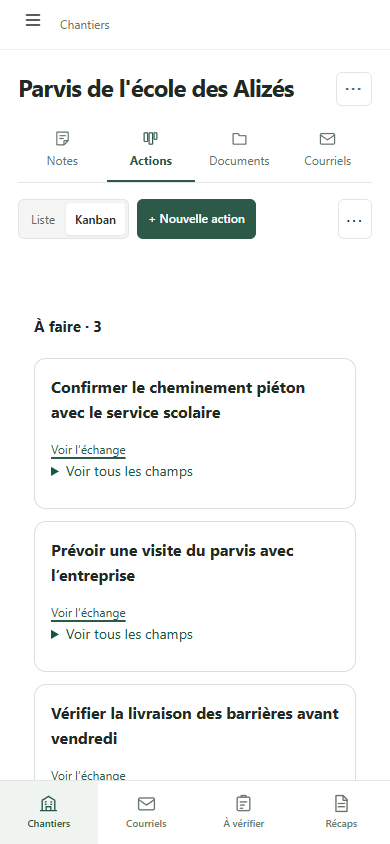 Chantiers
Parvis de l'école des Alizés
...
Notes
Actions
Documents
Courriels
Liste
Kanban
+ Nouvelle action
...
À faire · 3
Confirmer le cheminement piéton
avec le service scolaire
Voir l'échange
▶ Voir tous les champs
Prévoir une visite du parvis avec
l’entreprise
Voir l'échange
▶ Voir tous les champs
Vérifier la livraison des barrières avant
vendredi
Voir l'échange
Chantiers
Courriels
À vérifier
Récaps